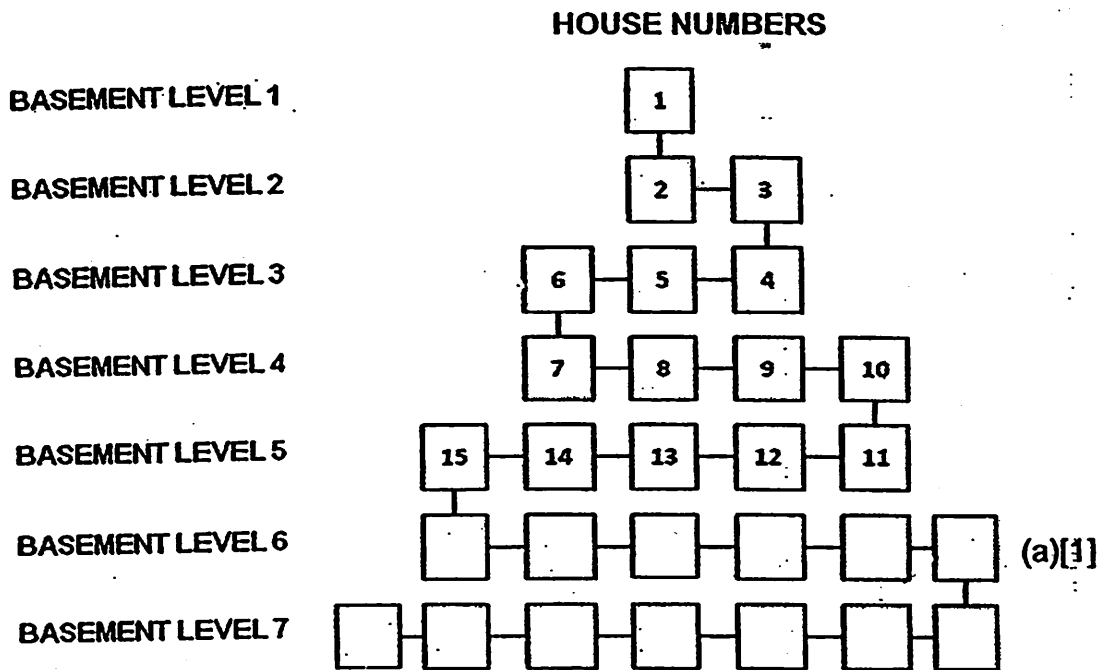 HOUSE NUMBERS
BASEMENT LEVEL 1 1
BASEMENT LEVEL 2 2 3
BASEMENT LEVEL 3 6 5 4
BASEMENT LEVEL 4 7 8 9 10
BASEMENT LEVEL 5 15 14 13 12 11
BASEMENT LEVEL 6 (a)[1]
BASEMENT LEVEL 7